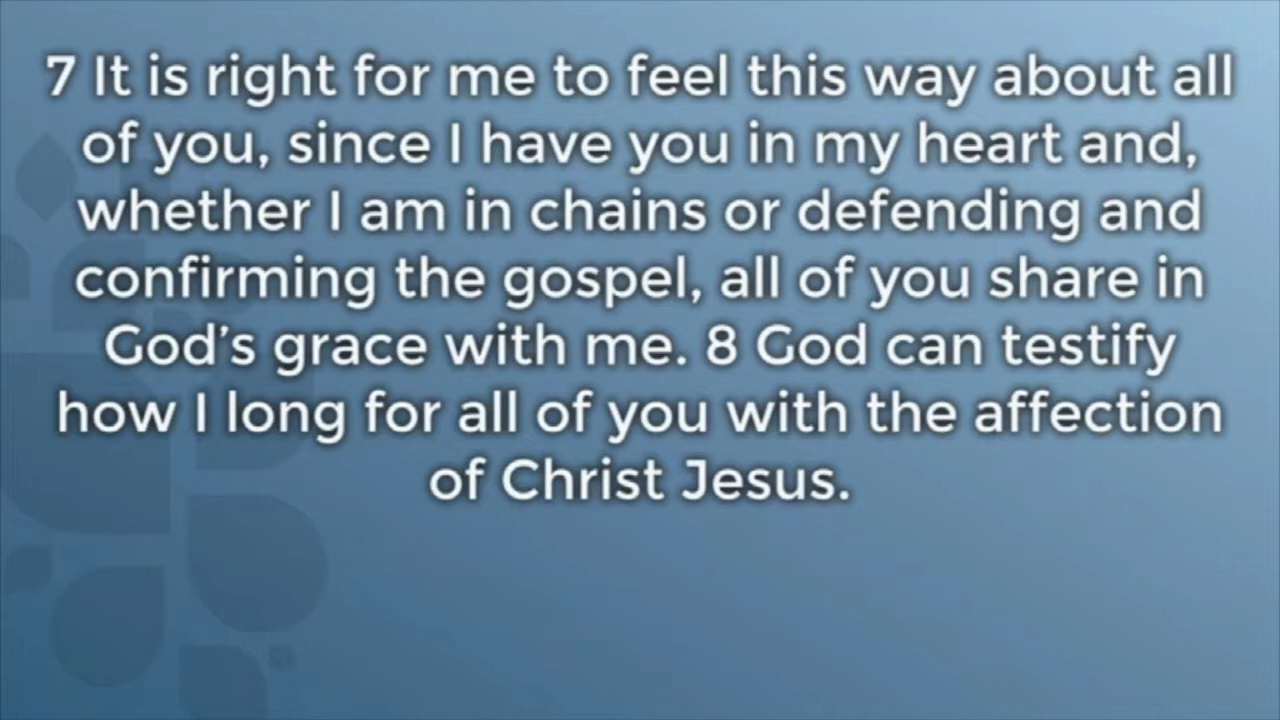 7 It is right for me to feel this way about all
of you, since I have you in my heart and,
whether I am in chains or defending and
confirming the gospel, all of you share in
God’s grace with me. 8 God can testify
how I long for all of you with the affection
of Christ Jesus.